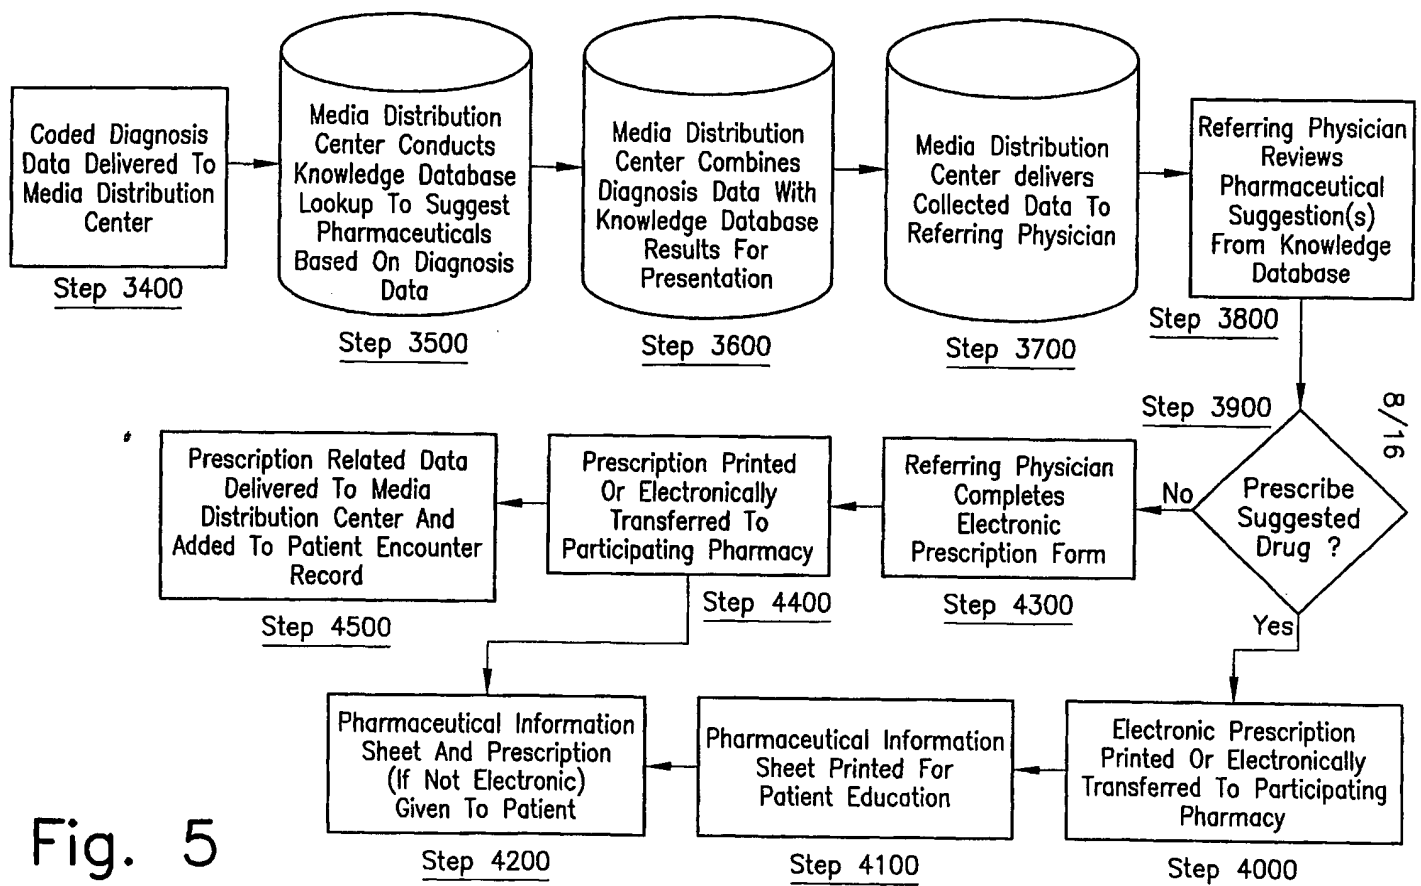 Coded Diagnosis
Data Delivered To
Media Distribution
Center
Step 3400
Media Distribution
Center Conducts
Knowledge Database
Lookup To Suggest
Pharmaceuticals
Based On Diagnosis
Data
Step 3500
Media Distribution
Center Combines
Diagnosis Data With
Knowledge Database
Results For
Presentation
Step 3600
Media Distribution
Center delivers
Collected Data To
Referring Physician
Step 3700
Referring Physician
Reviews
Pharmaceutical
Suggestion(s)
From Knowledge
Database
Step 3800
8/16
Step 3900
Prescribe
Suggested
Drug ?
No
Yes
Referring Physician
Completes
Electronic
Prescription Form
Step 4300
Prescription Printed
Or Electronically
Transferred To
Participating Pharmacy
Step 4400
Prescription Related Data
Delivered To Media
Distribution Center And
Added To Patient Encounter
Record
Step 4500
Electronic Prescription
Printed Or Electronically
Transferred To Participating
Pharmacy
Step 4000
Pharmaceutical Information
Sheet Printed For
Patient Education
Step 4100
Pharmaceutical Information
Sheet And Prescription
(If Not Electronic)
Given To Patient
Step 4200
Fig. 5